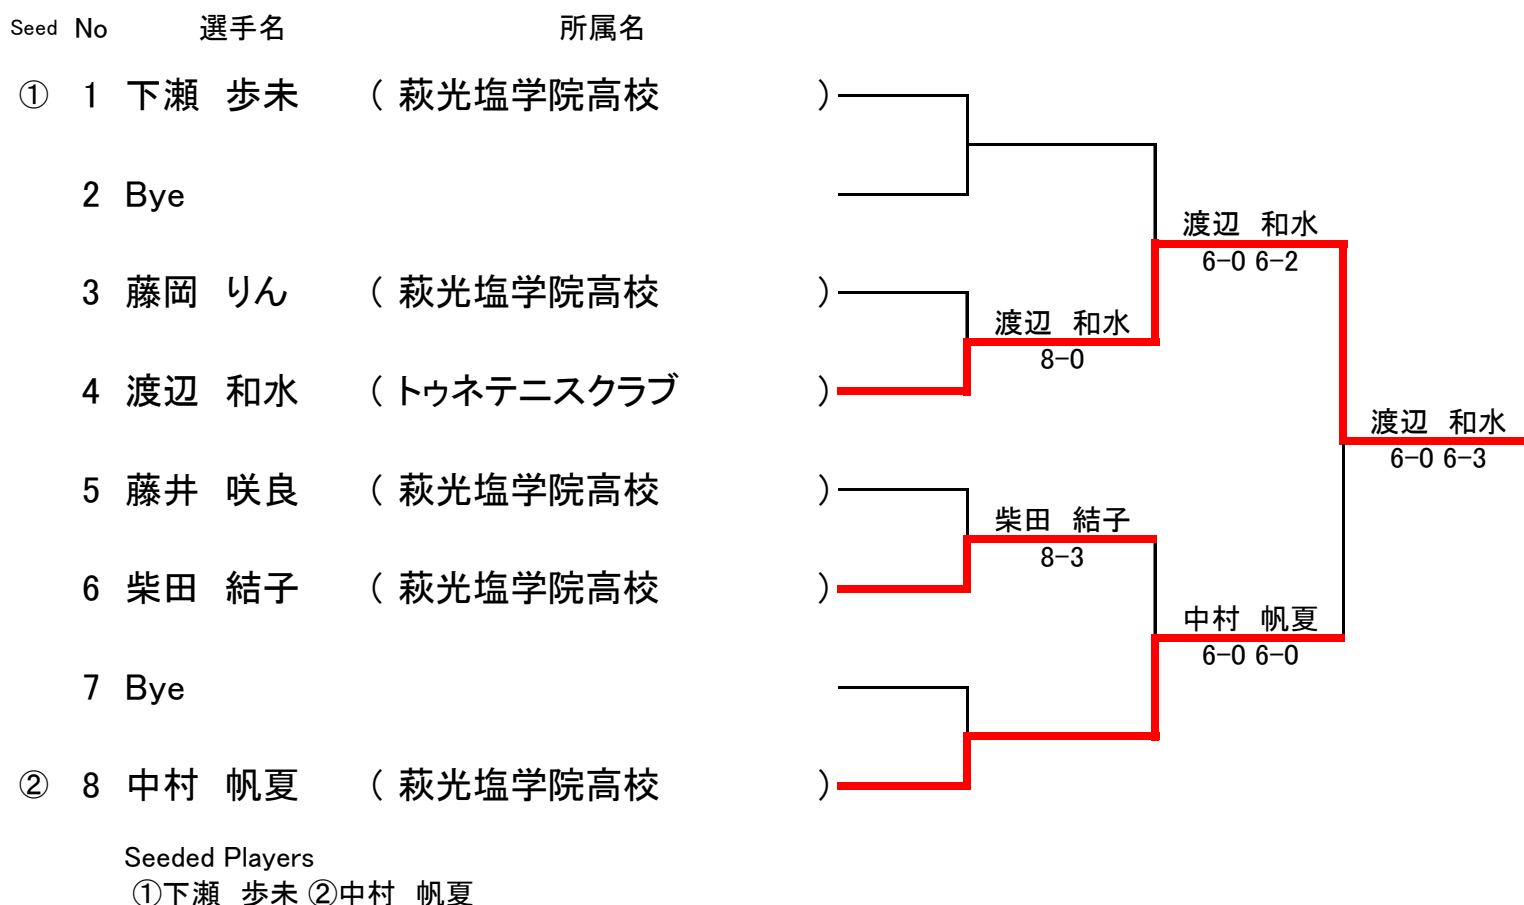 Seed No 選手名 所属名
① 1 下瀬 歩未 ( 萩光塩学院高校 )
2 Bye
渡辺 和水
6-0 6-2
3 藤岡 りん ( 萩光塩学院高校 )
渡辺 和水
8-0
4 渡辺 和水 ( トゥネテニスクラブ )
渡辺 和水
6-0 6-3
5 藤井 咲良 ( 萩光塩学院高校 )
柴田 結子
8-3
6 柴田 結子 ( 萩光塩学院高校 )
中村 帆夏
6-0 6-0
7 Bye
② 8 中村 帆夏 ( 萩光塩学院高校 )
Seeded Players
①下瀬 歩未 ②中村 帆夏